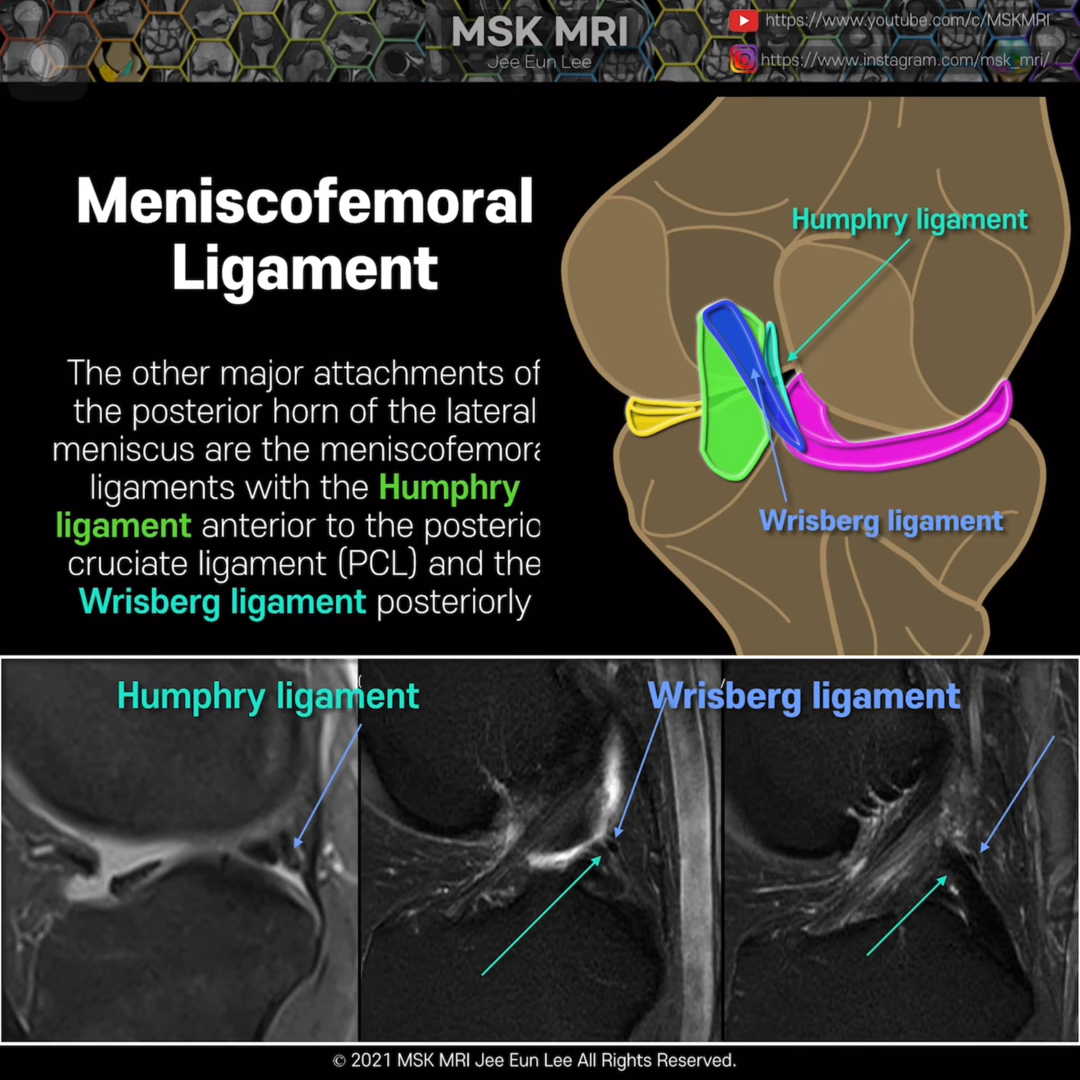 MSK MRI
Jee Eun Lee
https://www.youtube.com/c/MSKMRI
https://www.instagram.com/msk_mri/
Meniscofemoral
Ligament
The other major attachments of
the posterior horn of the lateral
meniscus are the meniscofemora
ligaments with the Humphry
ligament anterior to the posterio
cruciate ligament (PCL) and the
Wrisberg ligament posteriorly
Humphry ligament
Wrisberg ligament
Humphry ligament
Wrisberg ligament
© 2021 MSK MRI Jee Eun Lee All Rights Reserved.